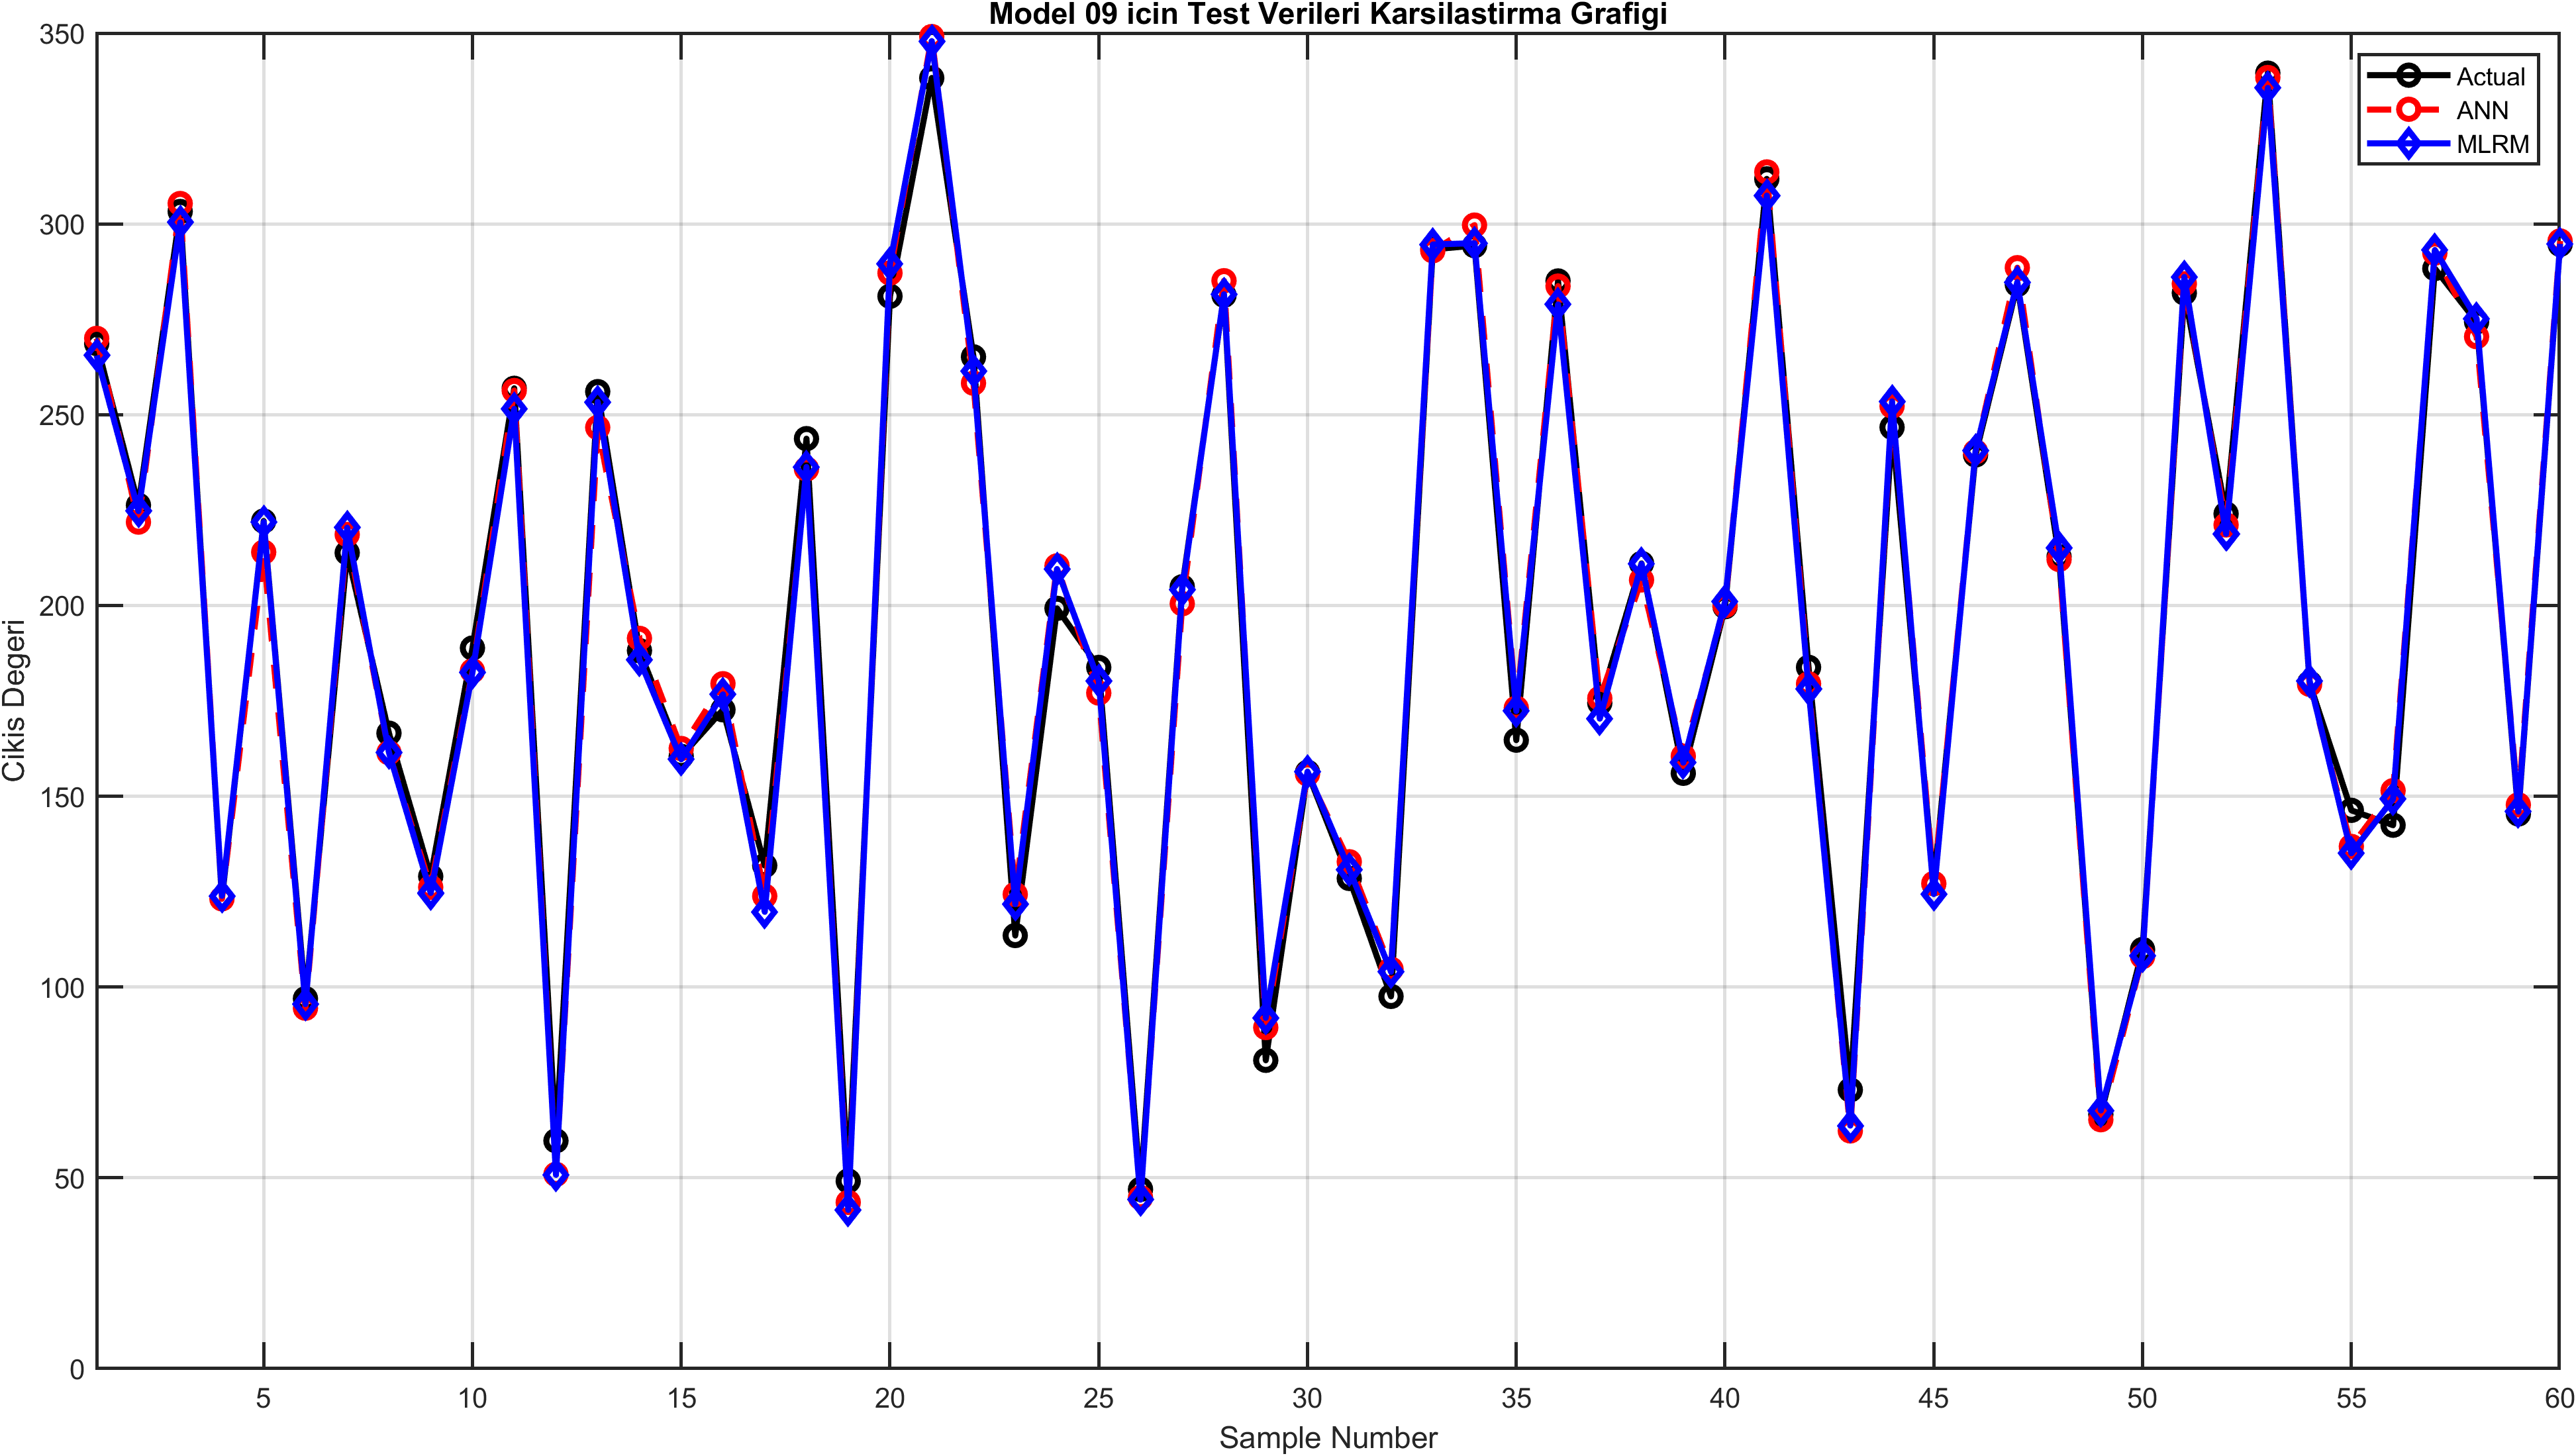 Model 09 icin Test Verileri Karsilastirma Grafigi
350
300
250
200
150
100
50
0
Cikis Degeri
Actual
ANN
MLRM
5 10 15 20 25 30 35 40 45 50 55 60
Sample Number